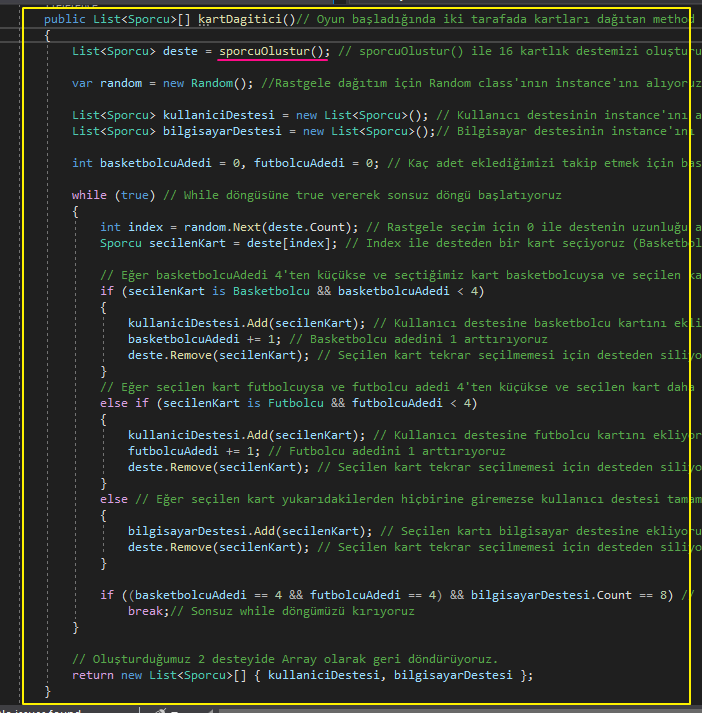 public List<Sporcu>[] kartDagitici()// Oyun başladığında iki tarafada kartları dağıtan method
{
List<Sporcu> deste = sporcuOlustur(); // sporcuOlustur() ile 16 kartlık destemizi oluşturu
var random = new Random(); //Rastgele dağıtım için Random class'ının instance'ını alıyoruz
List<Sporcu> kullaniciDestesi = new List<Sporcu>(); // Kullanıcı destesinin instance'ını a
List<Sporcu> bilgisayarDestesi = new List<Sporcu>();// Bilgisayar destesinin instance'ını
int basketbolcuAdedi = 0, futbolcuAdedi = 0; // Kaç adet eklediğimizi takip etmek için bas
while (true) // While döngüsüne true vererek sonsuz döngü başlatıyoruz
{
int index = random.Next(deste.Count); // Rastgele seçim için 0 ile destenin uzunluğu a
Sporcu secilenKart = deste[index]; // Index ile desteden bir kart seçiyoruz (Basketbol
// Eğer basketbolcuAdedi 4'ten küçükse ve seçtiğimiz kart basketbolcuysa ve seçilen ka
if (secilenKart is Basketbolcu && basketbolcuAdedi < 4)
{
kullaniciDestesi.Add(secilenKart); // Kullanıcı destesine basketbolcu kartını ekli
basketbolcuAdedi += 1; // Basketbolcu adedini 1 arttırıyoruz
deste.Remove(secilenKart); // Seçilen kart tekrar seçilmemesi için desteden siliyo
}
// Eğer seçilen kart futbolcuysa ve futbolcu adedi 4'ten küçükse ve seçilen kart daha
else if (secilenKart is Futbolcu && futbolcuAdedi < 4)
{
kullaniciDestesi.Add(secilenKart); // Kullanıcı destesine futbolcu kartını ekliyor
futbolcuAdedi += 1; // Futbolcu adedini 1 arttırıyoruz
deste.Remove(secilenKart); // Seçilen kart tekrar seçilmemesi için desteden siliyo
}
else // Eğer seçilen kart yukarıdakilerden hiçbirine giremezse kullanıcı destesi tamam
{
bilgisayarDestesi.Add(secilenKart); // Seçilen kartı bilgisayar destesine ekliyoru
deste.Remove(secilenKart); // Seçilen kart tekrar seçilmemesi için desteden siliyo
}
if ((basketbolcuAdedi == 4 && futbolcuAdedi == 4) && bilgisayarDestesi.Count == 8) //
break;// Sonsuz while döngümüzü kırıyoruz
}
// Oluşturduğumuz 2 desteyide Array olarak geri döndürüyoruz.
return new List<Sporcu>[] { kullaniciDestesi, bilgisayarDestesi };
}